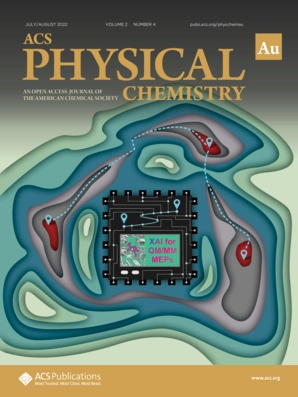 JULY/AUGUST 2022 VOLUME 2 NUMBER 4 pubs.acs.org/physchemau
ACS
Au
PHYSICAL
AN OPEN ACCESS JOURNAL OF
THE AMERICAN CHEMICAL SOCIETY
CHEMISTRY
XAI for
QM/MM
MEPs
ACS Publications
Most Trusted. Most Cited. Most Read.
www.acs.org